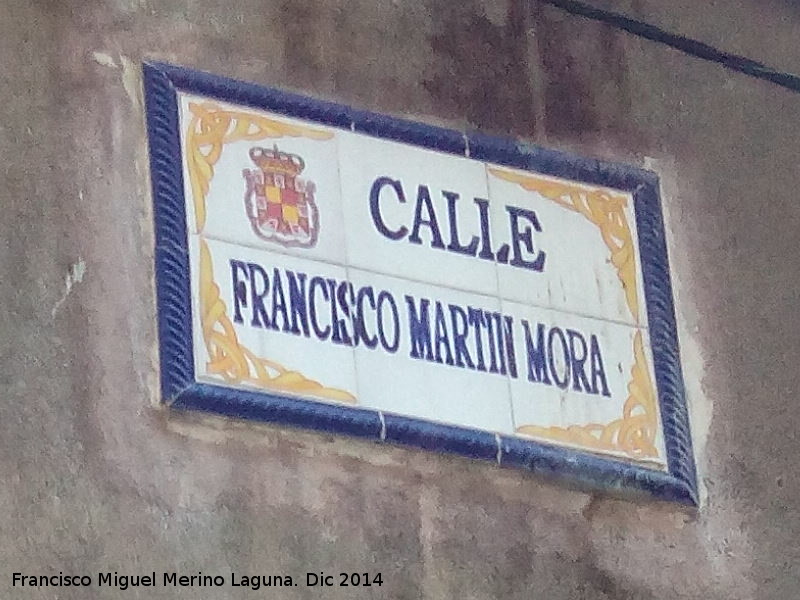 CALLE
FRANCISCO MARTIN MORA
Francisco Miguel Merino Laguna. Dic 2014